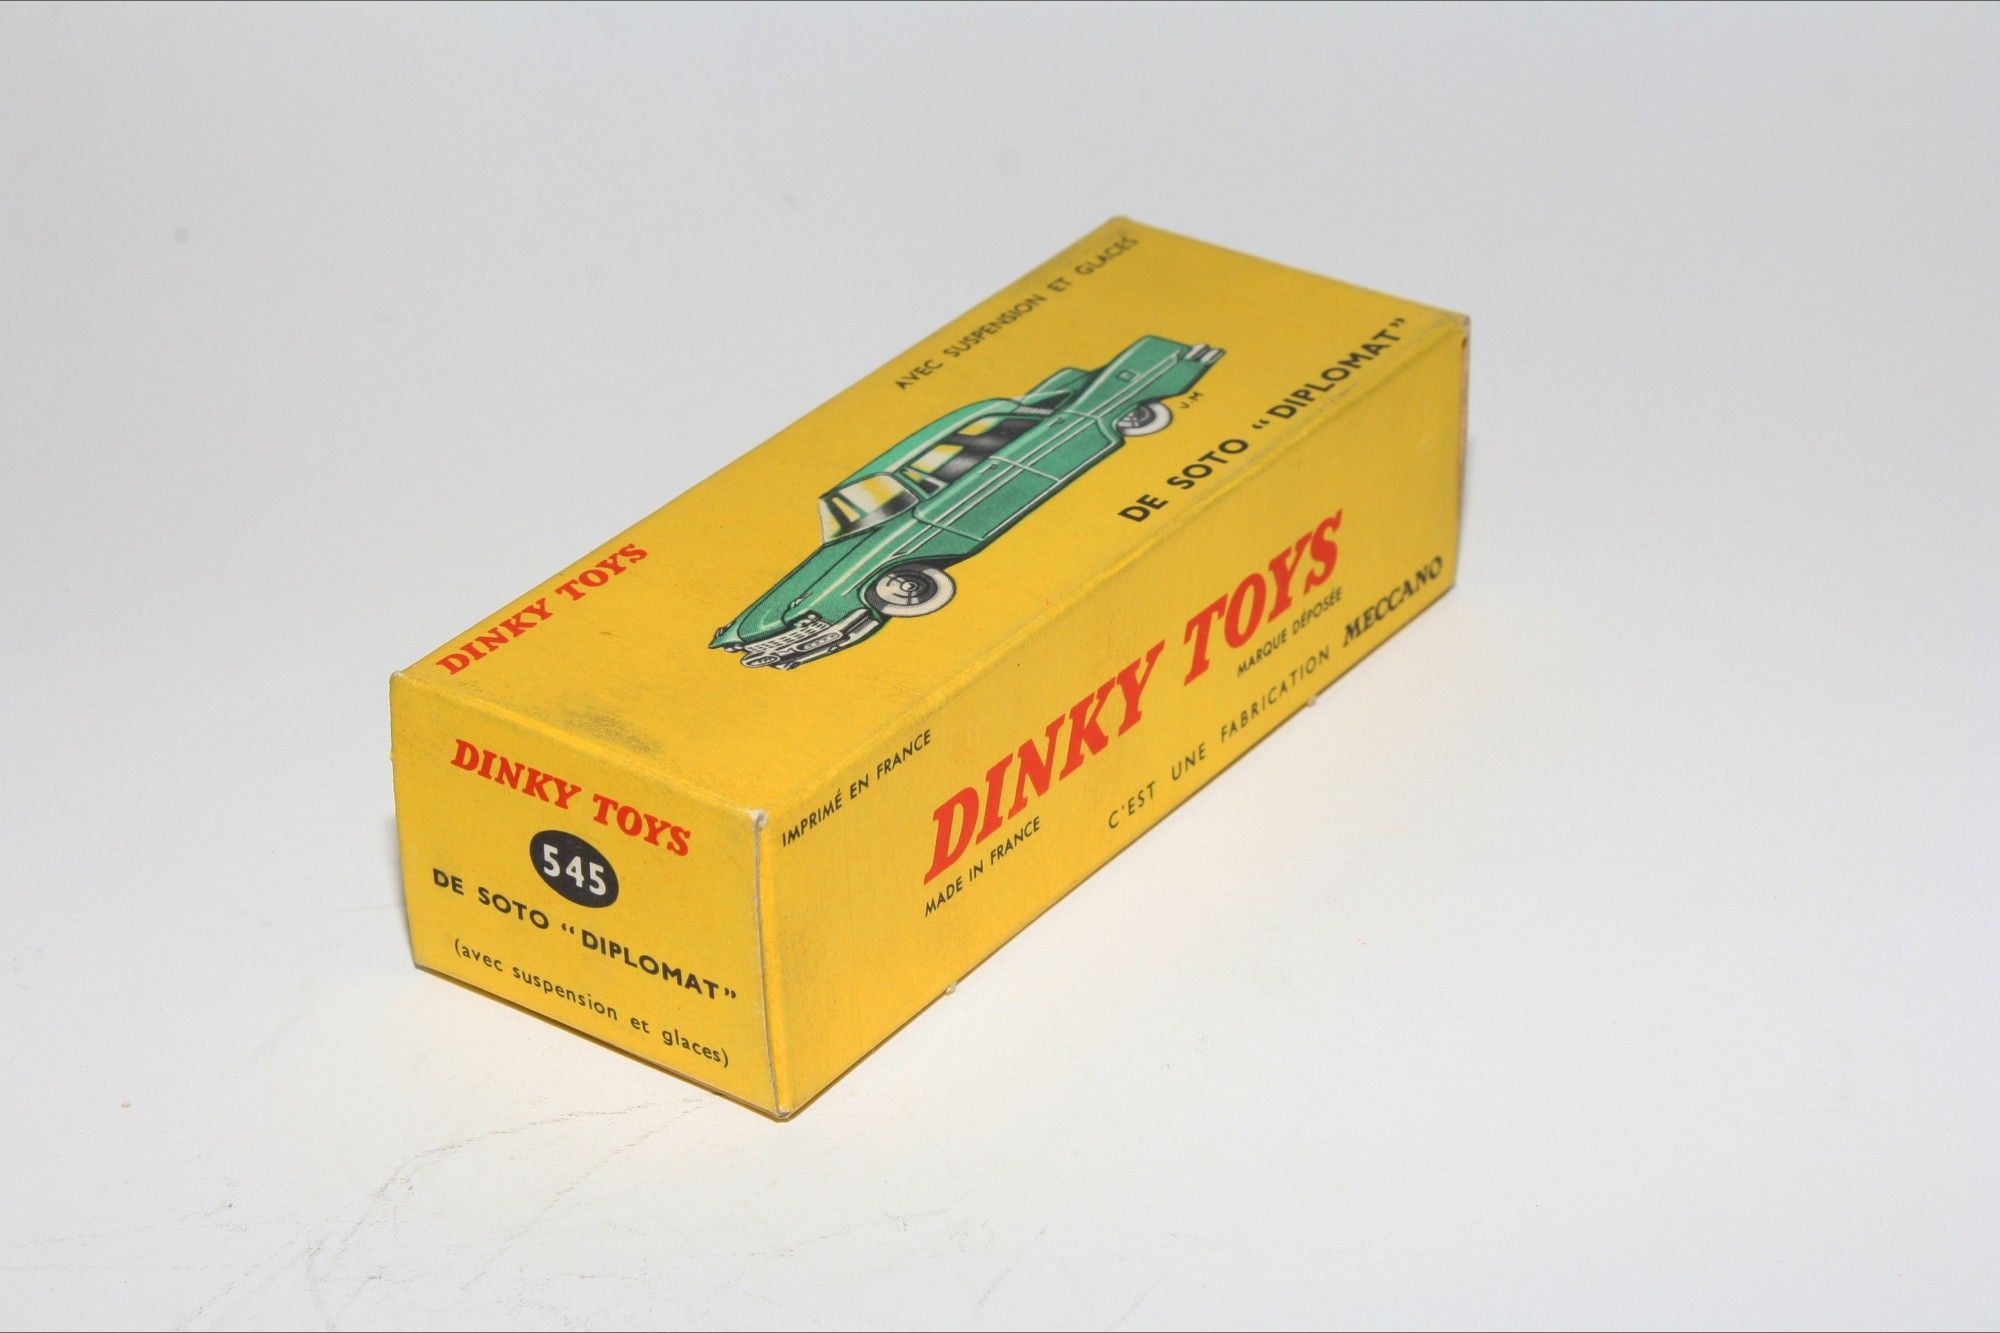 AVEC SUSPENSION ET GLACES
J.M
DE SOTO “DIPLOMAT”
DINKY TOYS
IMPRIMÉ EN FRANCE
DINKY TOYS
MARQUE DÉPOSÉE
MADE IN FRANCE
C'EST UNE FABRICATION MECCANO
DINKY TOYS
545
DE SOTO “DIPLOMAT”
(avec suspension et glaces)